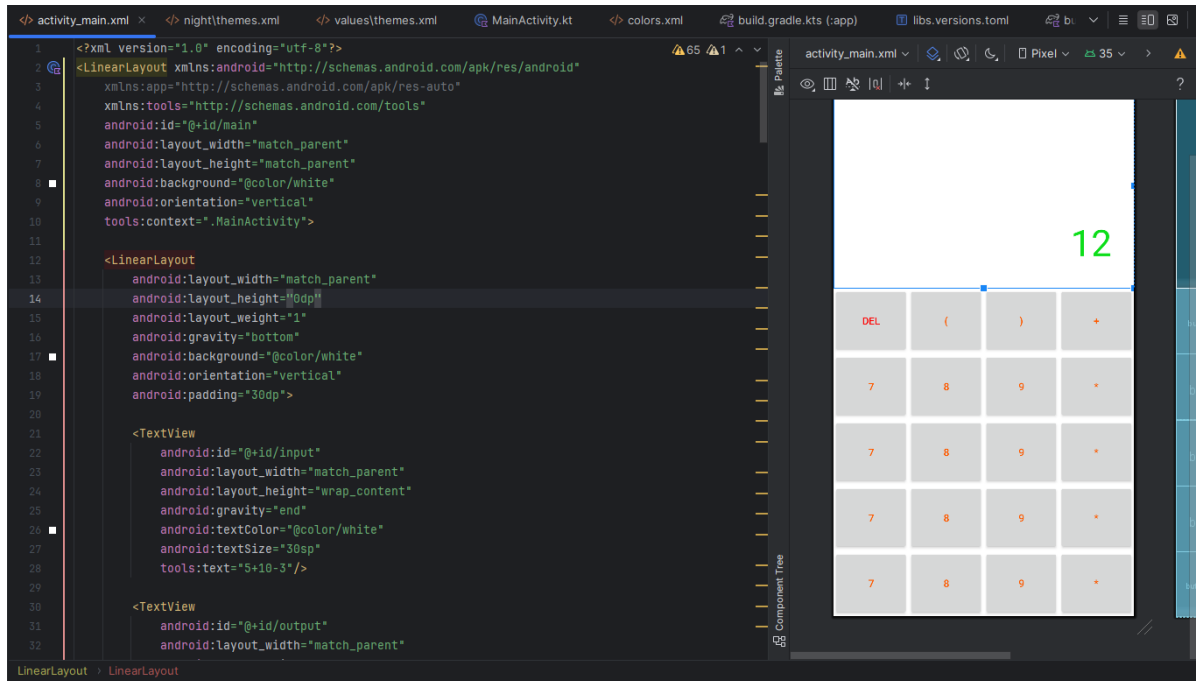 activity_main.xml × night\themes.xml values\themes.xml MainActivity.kt colors.xml build.gradle.kts (:app) libs.versions.toml
1 <?xml version="1.0" encoding="utf-8"?>
65 1
2 <LinearLayout xmlns:android="http://schemas.android.com/apk/res/android"
3 xmlns:app="http://schemas.android.com/apk/res-auto"
4 xmlns:tools="http://schemas.android.com/tools"
5 android:id="@+id/main"
6 android:layout_width="match_parent"
7 android:layout_height="match_parent"
8 android:background="@color/white"
9 android:orientation="vertical"
10 tools:context=".MainActivity">
11
12 <LinearLayout
13 android:layout_width="match_parent"
14 android:layout_height="0dp"
15 android:layout_weight="1"
16 android:gravity="bottom"
17 android:background="@color/white"
18 android:orientation="vertical"
19 android:padding="30dp">
20
21 <TextView
22 android:id="@+id/input"
23 android:layout_width="match_parent"
24 android:layout_height="wrap_content"
25 android:gravity="end"
26 android:textColor="@color/white"
27 android:textSize="30sp"
28 tools:text="5+10-3"/>
29
30 <TextView
31 android:id="@+id/output"
32 android:layout_width="match_parent"
LinearLayout › LinearLayout
Palette
Component Tree
activity_main.xml Pixel 35
?
12
DEL ( ) +
7 8 9 *
7 8 9 *
7 8 9 *
7 8 9 *